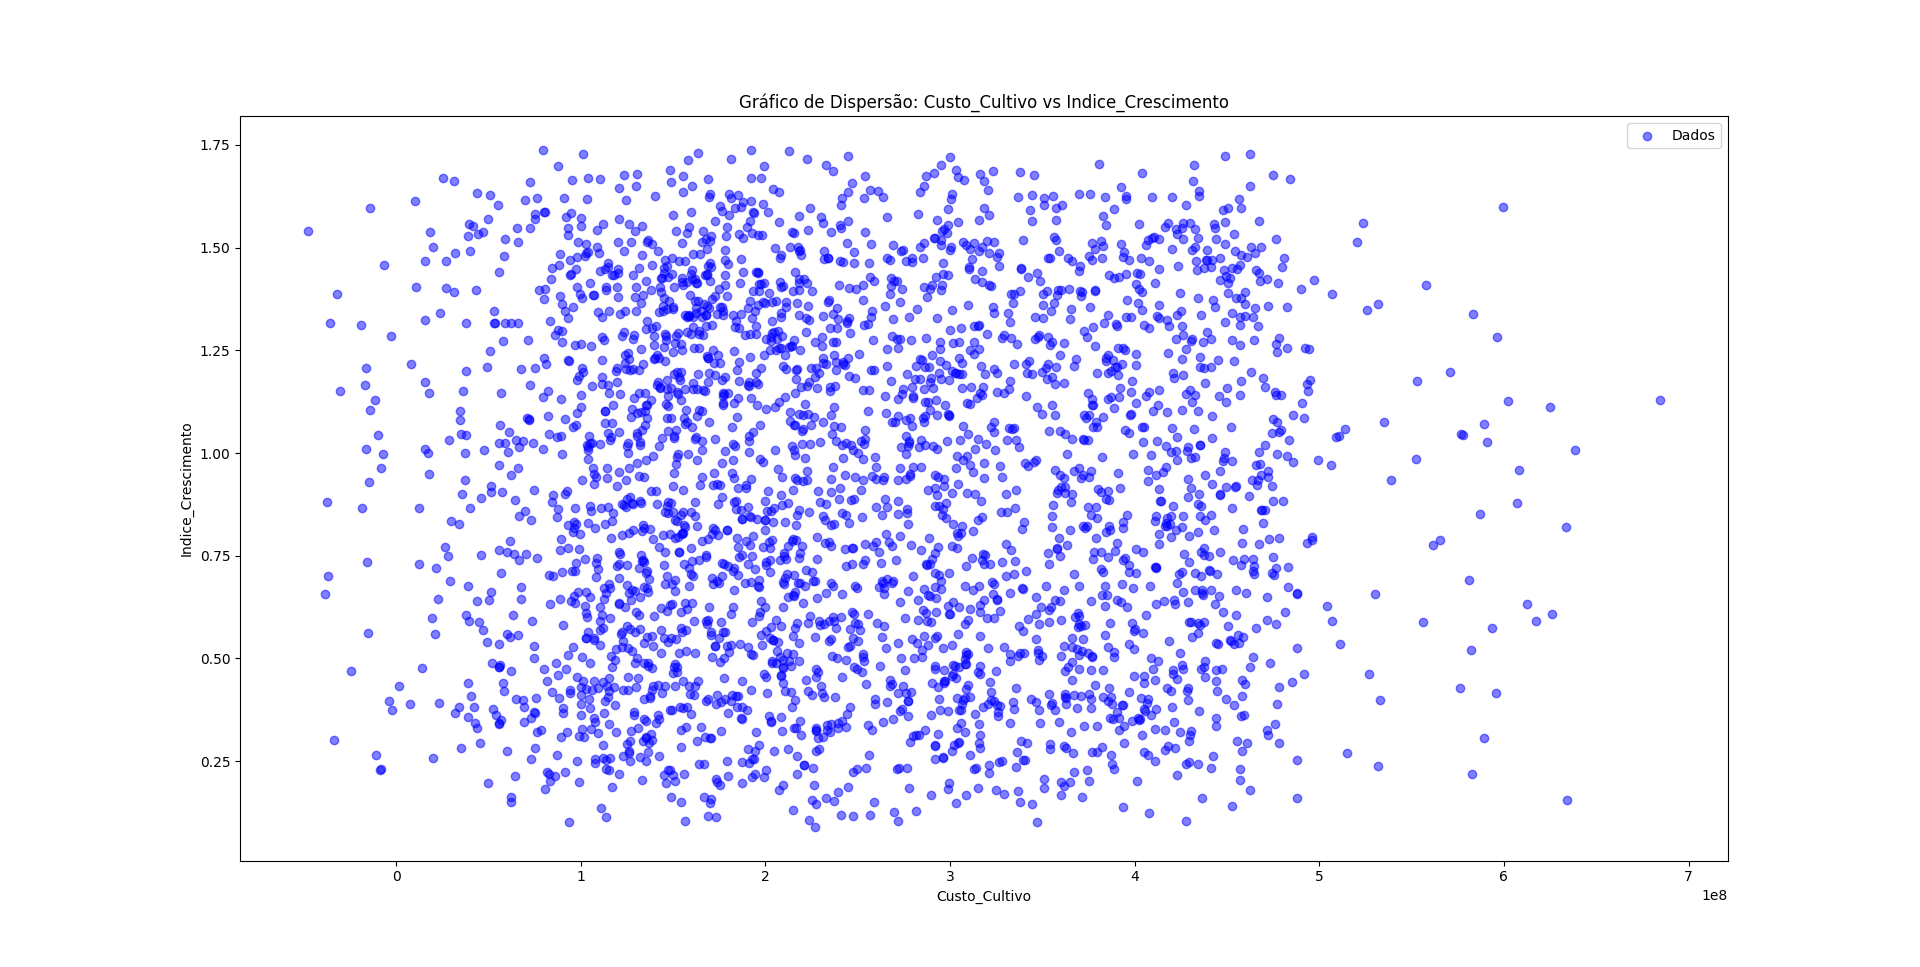 Gráfico de Dispersão: Custo_Cultivo vs Indice_Crescimento
Dados
1.75
1.50
1.25
1.00
0.75
0.50
0.25
Indice_Crescimento
0 1 2 3 4 5 6 7
1e8
Custo_Cultivo